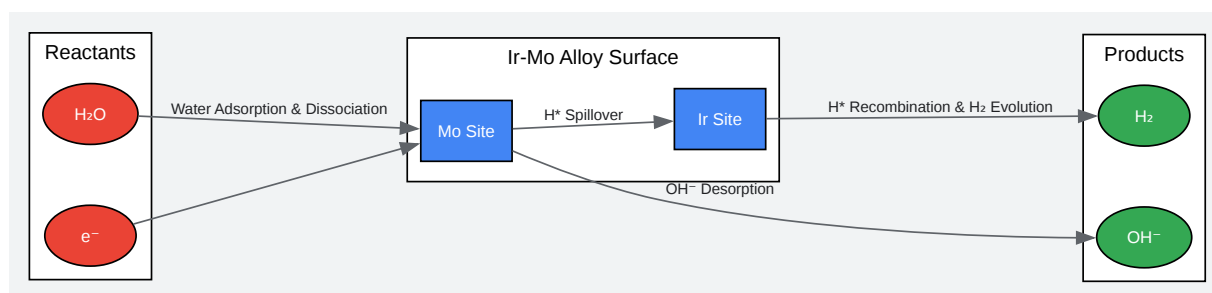 Reactants
H₂O
e⁻
Water Adsorption & Dissociation
Ir-Mo Alloy Surface
Mo Site
H* Spillover
Ir Site
OH⁻ Desorption
H* Recombination & H₂ Evolution
Products
H₂
OH⁻